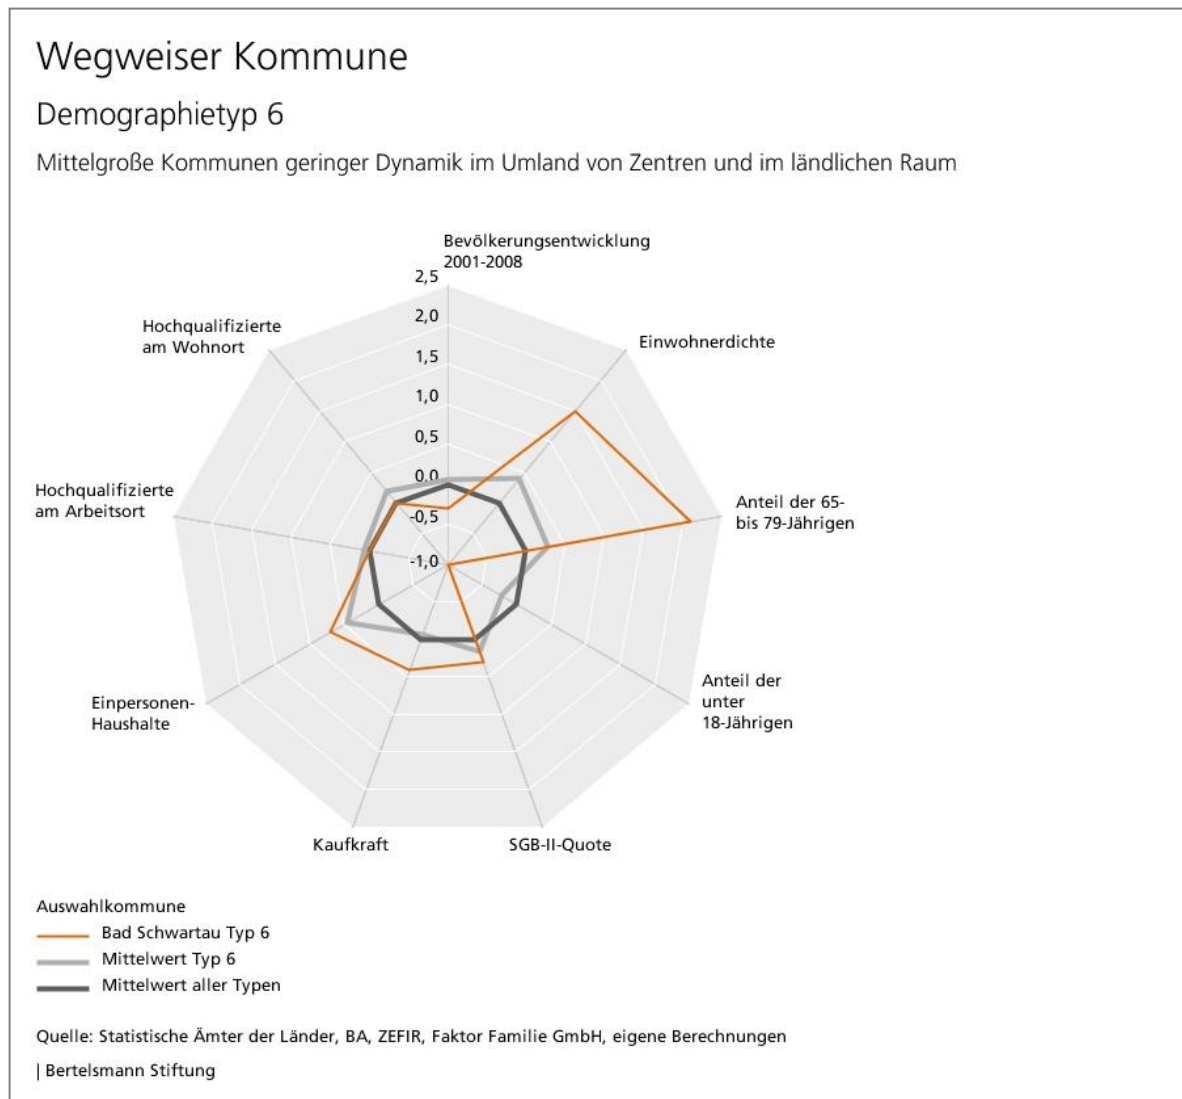 Wegweiser Kommune
Demographietyp 6
Mittelgroße Kommunen geringer Dynamik im Umland von Zentren und im ländlichen Raum
Bevölkerungsentwicklung
2001-2008
2,5
2,0
1,5
1,0
0,5
0,0
-0,5
-1,0
Einwohnerdichte
Anteil der 65-
bis 79-Jährigen
Anteil der
unter
18-Jährigen
SGB-II-Quote
Kaufkraft
Einpersonen-
Haushalte
Hochqualifizierte
am Arbeitsort
Hochqualifizierte
am Wohnort
Auswahlkommune
Bad Schwartau Typ 6
Mittelwert Typ 6
Mittelwert aller Typen
Quelle: Statistische Ämter der Länder, BA, ZEFIR, Faktor Familie GmbH, eigene Berechnungen
| Bertelsmann Stiftung